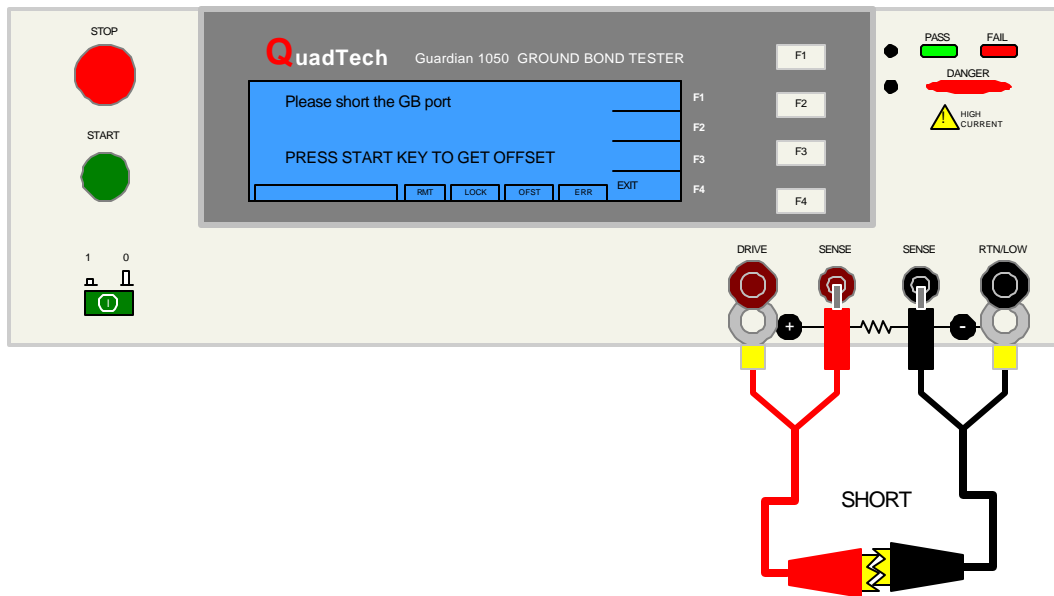 STOP
START
1 0
QuadTech Guardian 1050 GROUND BOND TESTER
Please short the GB port
PRESS START KEY TO GET OFFSET
RMT LOCK OFST ERR EXIT
F1
F2
F3
F4
F1
F2
F3
F4
PASS FAIL
DANGER
! HIGH
CURRENT
DRIVE SENSE SENSE RTN/LOW
+ -
SHORT